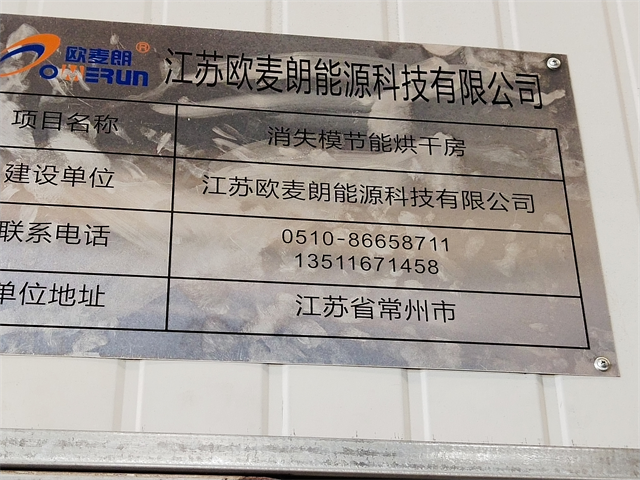 欧麦朗®
OMERUN
江苏欧麦朗能源科技有限公司
项目名称
消失模节能烘干房
建设单位
江苏欧麦朗能源科技有限公司
联系电话
0510-86658711
13511671458
单位地址
江苏省常州市